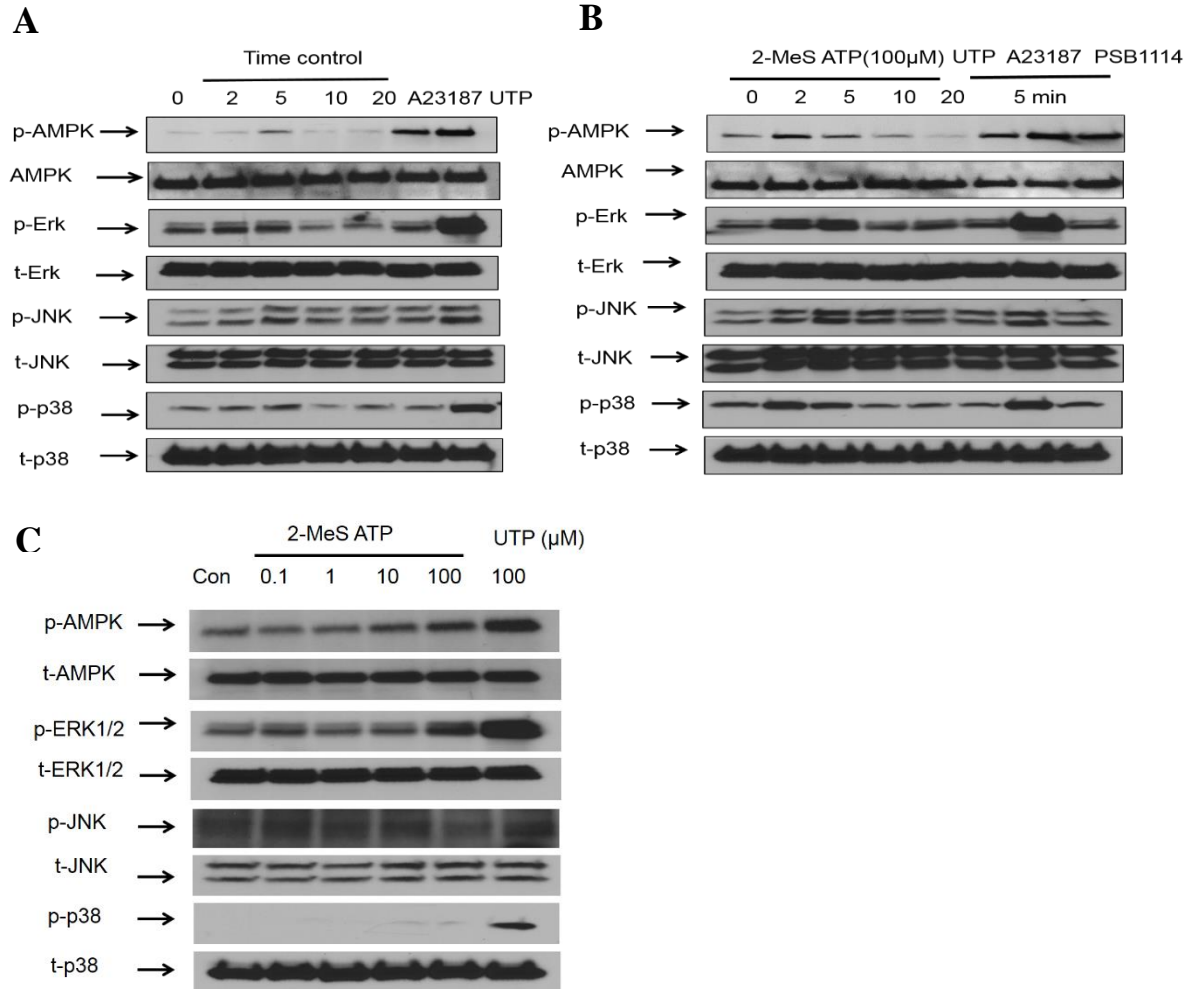 A
Time control
0 2 5 10 20 A23187 UTP
p-AMPK
AMPK
p-Erk
t-Erk
p-JNK
t-JNK
p-p38
t-p38
B
2-MeS ATP(100µM) UTP A23187 PSB1114
0 2 5 10 20 5 min
p-AMPK
AMPK
p-Erk
t-Erk
p-JNK
t-JNK
p-p38
t-p38
C
2-MeS ATP UTP (µM)
Con 0.1 1 10 100 100
p-AMPK
t-AMPK
p-ERK1/2
t-ERK1/2
p-JNK
t-JNK
p-p38
t-p38